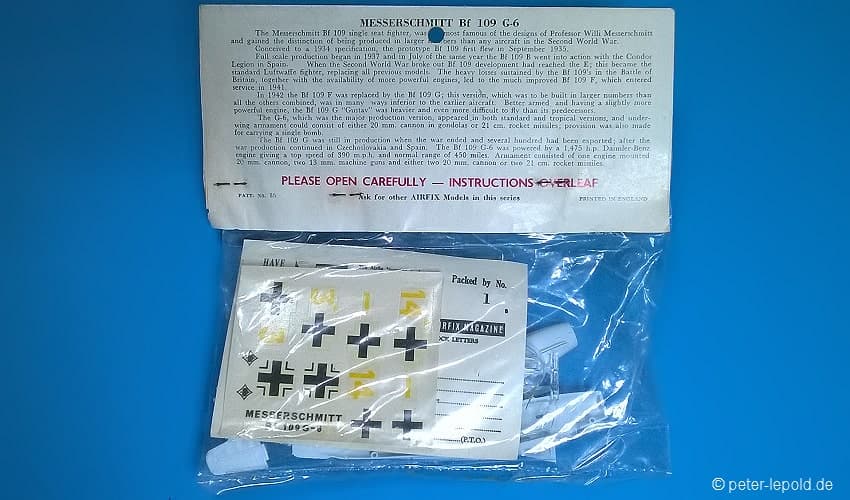 MESSERSCHMITT Bf 109 G-6
The Messerschmitt Bf 109 single seat fighter, was most famous of the designs of Professor Willi Messerschmitt
and gained the distinction of being produced in larger bers than any aircraft in the Second World War.
Conceived to a 1934 specification, the prototype Bf 109 first flew in September 1935.
Full scale production began in 1937 and in July of the same year the Bf 109 B went into action with the Condor
Legion in Spain. When the Second World War broke out Bf 109 development had reached the E; this became the
standard Luftwaffe fighter, replacing all previous models. The heavy losses sustained by the Bf 109's in the Battle of
Britain, together with the availability of more powerful engines, led to the much improved Bf 109 F, which entered
service in 1941.
In 1942 the Bf 109 F was replaced by the Bf 109 G; this version, which was to be built in larger numbers than
all the others combined, was in many ways inferior to the earlier aircraft. Better armed and having a slightly more
powerful engine, the Bf 109 G "Gustav" was heavier and even more difficult to fly than its predecessors.
The G-6, which was the major production version, appeared in both standard and tropical versions, and under-
wing armament could consist of either 20 mm. cannon in gondolas or 21 cm. rocket missiles; provision was also made
for carrying a single bomb.
The Bf 109 G was still in production when the war ended and several hundred had been exported; after the
war production continued in Czechoslovakia and Spain. The Bf 109 G-6 was powered by a 1,475 h.p. Daimler-Benz
engine giving a top speed of 390 m.p.h. and normal range of 450 miles. Armament consisted of one engine mounted
20 mm. cannon, two 13 mm. machine guns and either two 20 mm. cannon or two 21 cm. rocket missiles.
PLEASE OPEN CAREFULLY — INSTRUCTIONS OVERLEAF
PATT. No.
Ask for other AIRFIX Models in this series
PRINTED IN ENGLAND
HAVE
Packed by No.
1
RFIX MAGAZINE
OCK LETTERS
14
1
14
1
MESSERSCHMITT
Bf 109G-6
(P.T.O.)
© peter-lepold.de